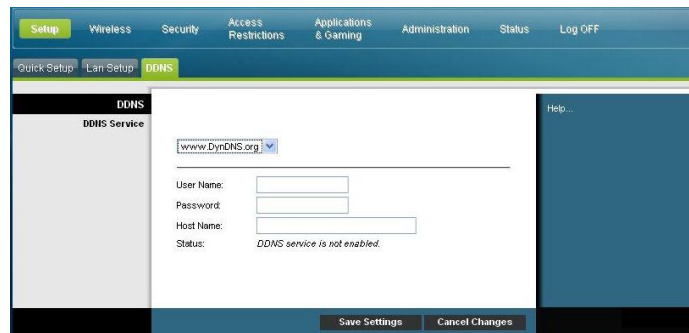 Setup Wireless Security Access Restrictions Applications & Gaming Administration Status Log OFF
Quick Setup Lan Setup DDNS
DDNS
DDNS Service
Help...
www.DynDNS.org
User Name:
Password:
Host Name:
Status: DDNS service is not enabled.
Save Settings Cancel Changes